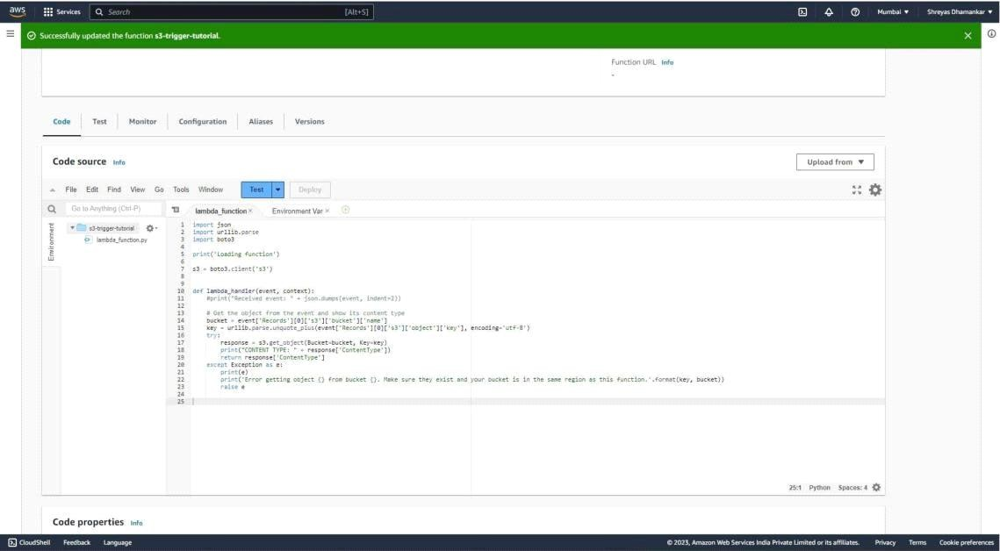 aws Services Search [Alt+S] Mumbai ▼ Shreyas Dhamankar ▼
Successfully updated the function s3-trigger-tutorial.
Function URL Info
-
Code Test Monitor Configuration Aliases Versions
Code source Info
Upload from ▼
File Edit Find View Go Tools Window Test Deploy
Go to Anything (Ctrl-P)
lambda_function × Environment Var ×
Environment
s3-trigger-tutorial
lambda_function.py
1 import json
2 import urllib.parse
3 import boto3
4
5 print('Loading function')
6
7 s3 = boto3.client('s3')
8
9
10 def lambda_handler(event, context):
11 #print("Received event: " + json.dumps(event, indent=2))
12
13 # Get the object from the event and show its content type
14 bucket = event['Records'][0]['s3']['bucket']['name']
15 key = urllib.parse.unquote_plus(event['Records'][0]['s3']['object']['key'], encoding='utf-8')
16 try:
17 response = s3.get_object(Bucket=bucket, Key=key)
18 print("CONTENT TYPE: " + response['ContentType'])
19 return response['ContentType']
20 except Exception as e:
21 print(e)
22 print('Error getting object {} from bucket {}. Make sure they exist and your bucket is in the same region as this function.'.format(key, bucket))
23 raise e
24
25
25:1 Python Spaces: 4
Code properties Info
CloudShell Feedback Language © 2023, Amazon Web Services India Private Limited or its affiliates. Privacy Terms Cookie preferences